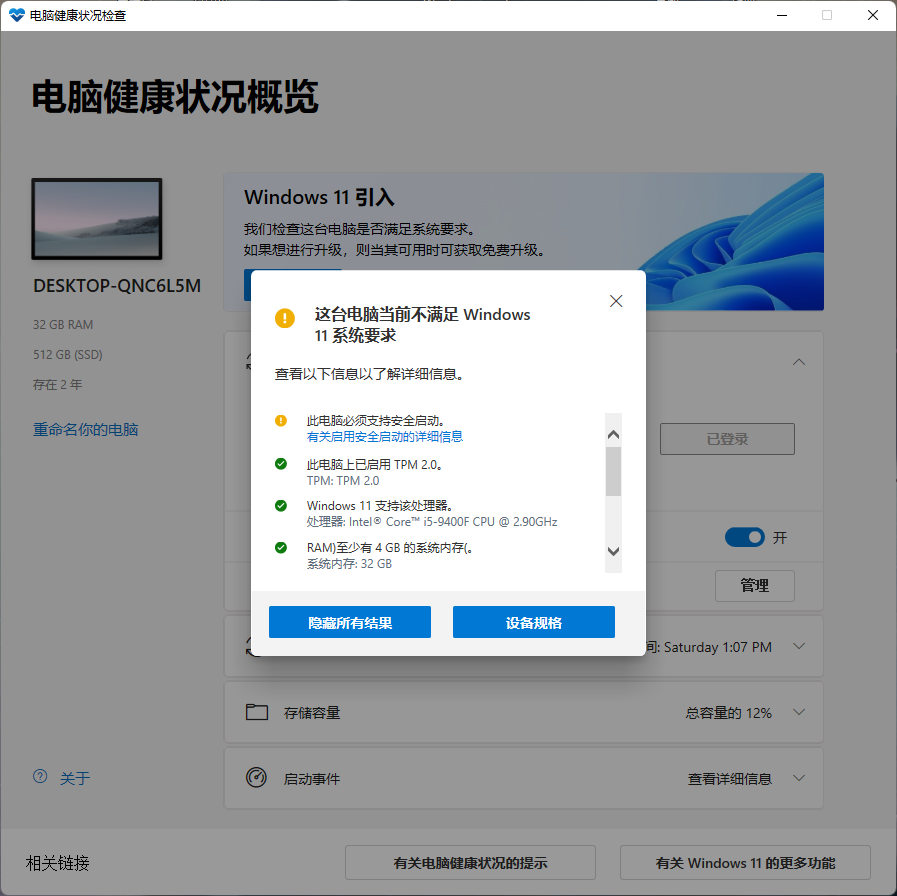 电脑健康状况检查
电脑健康状况概览
DESKTOP-QNC6L5M
32 GB RAM
512 GB (SSD)
存在 2 年
重命名你的电脑
Windows 11 引入
我们检查这台电脑是否满足系统要求。
如果想进行升级，则当其可用时可获取免费升级。
这台电脑当前不满足 Windows
11 系统要求
查看以下信息以了解详细信息。
此电脑必须支持安全启动。
有关启用安全启动的详细信息
此电脑上已启用 TPM 2.0。
TPM: TPM 2.0
Windows 11 支持该处理器。
处理器: Intel® Core™ i5-9400F CPU @ 2.90GHz
RAM)至少有 4 GB 的系统内存(。
系统内存: 32 GB
隐藏所有结果
设备规格
已登录
开
管理
间: Saturday 1:07 PM
存储容量
总容量的 12%
启动事件
查看详细信息
关于
相关链接
有关电脑健康状况的提示
有关 Windows 11 的更多功能